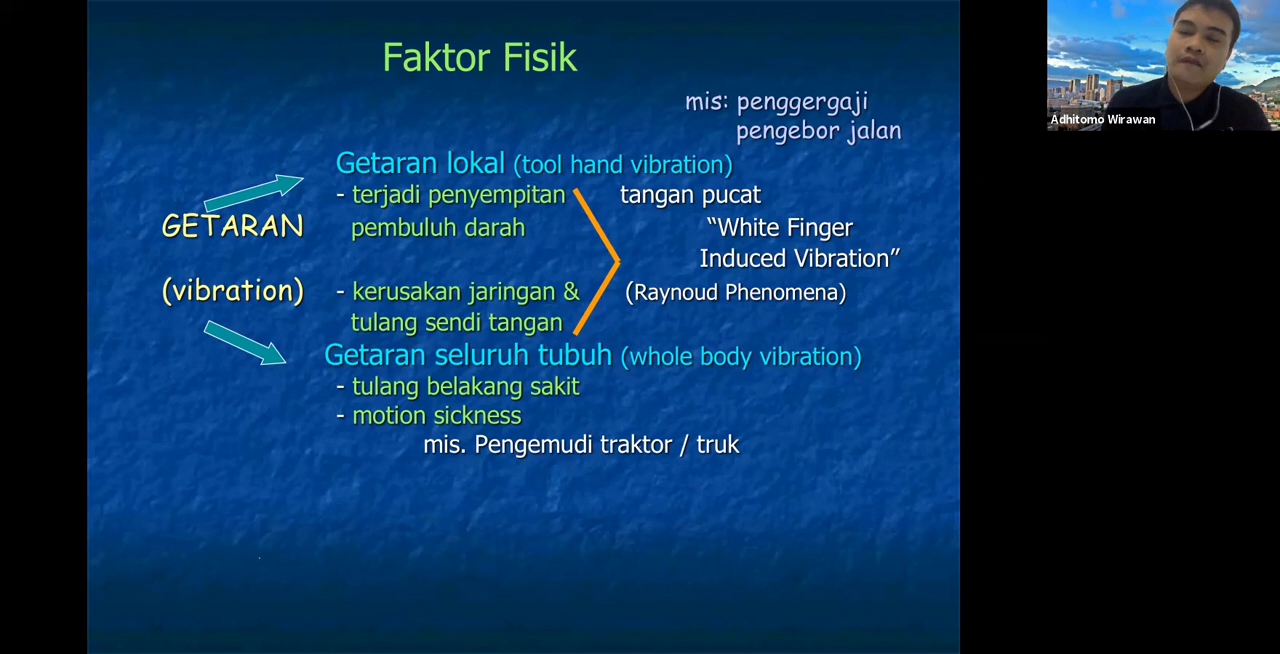 Faktor Fisik
mis: penggergaji
pengebor jalan
Getaran lokal (tool hand vibration)
- terjadi penyempitan
pembuluh darah
- kerusakan jaringan &
tulang sendi tangan
tangan pucat
“White Finger
Induced Vibration”
(Raynoud Phenomena)
GETARAN
(vibration)
Getaran seluruh tubuh (whole body vibration)
- tulang belakang sakit
- motion sickness
mis. Pengemudi traktor / truk
Adhitomo Wirawan